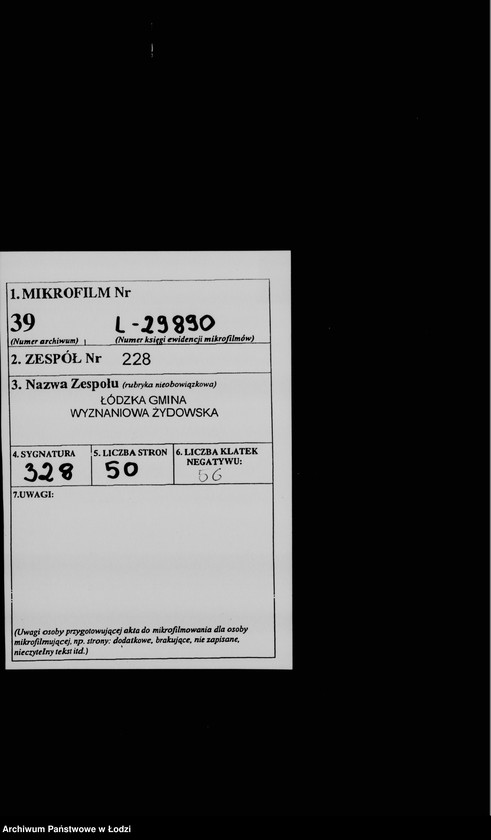 1. MIKROFILM Nr
39 L-29890
(Numer archiwum) (Numer księgi ewidencji mikrofilmów)
2. ZESPÓŁ Nr 228
3. Nazwa Zespołu (rubryka nieobowiązkowa)
ŁÓDZKA GMINA
WYZNANIOWA ŻYDOWSKA
4. SYGNATURA 5. LICZBA STRON 6. LICZBA KLATEK
NEGATYWU:
328 50 56
7.UWAGI:
(Uwagi osoby przygotowującej akta do mikrofilmowania dla osoby
mikrofilmującej, np. strony: dodatkowe, brakujące, nie zapisane,
nieczytelny tekst itd.)
Archiwum Państwowe w Łodzi